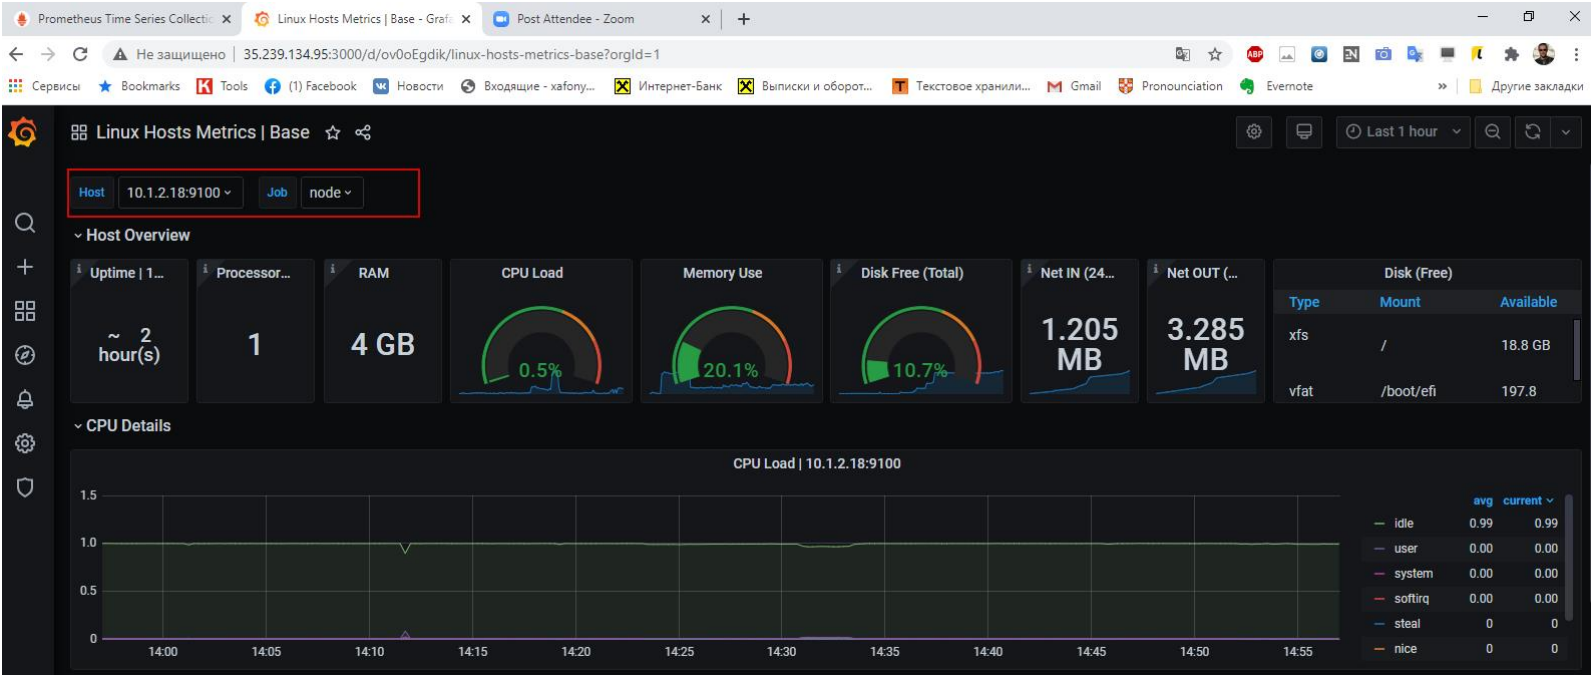 Prometheus Time Series Collectic
Linux Hosts Metrics | Base - Grafa
Post Attendee - Zoom
Не защищено | 35.239.134.95:3000/d/ov0oEgdik/linux-hosts-metrics-base?orgId=1
Сервисы Bookmarks Tools (1) Facebook Новости Входящие - xafony... Интернет-Банк Выписки и оборот... Текстовое хранили... Gmail Pronounciation Evernote » Другие закладки
Linux Hosts Metrics | Base
Last 1 hour
Host 10.1.2.18:9100 Job node
Host Overview
Uptime | 1... Processor... RAM CPU Load Memory Use Disk Free (Total) Net IN (24... Net OUT (... Disk (Free)
Type Mount Available
~ 2 hour(s)
1
4 GB
0.5%
20.1%
10.7%
1.205 MB
3.285 MB
xfs / 18.8 GB
vfat /boot/efi 197.8
CPU Details
CPU Load | 10.1.2.18:9100
1.5
1.0
0.5
0
14:00 14:05 14:10 14:15 14:20 14:25 14:30 14:35 14:40 14:45 14:50 14:55
avg current
idle 0.99 0.99
user 0.00 0.00
system 0.00 0.00
softirq 0.00 0.00
steal 0 0
nice 0 0